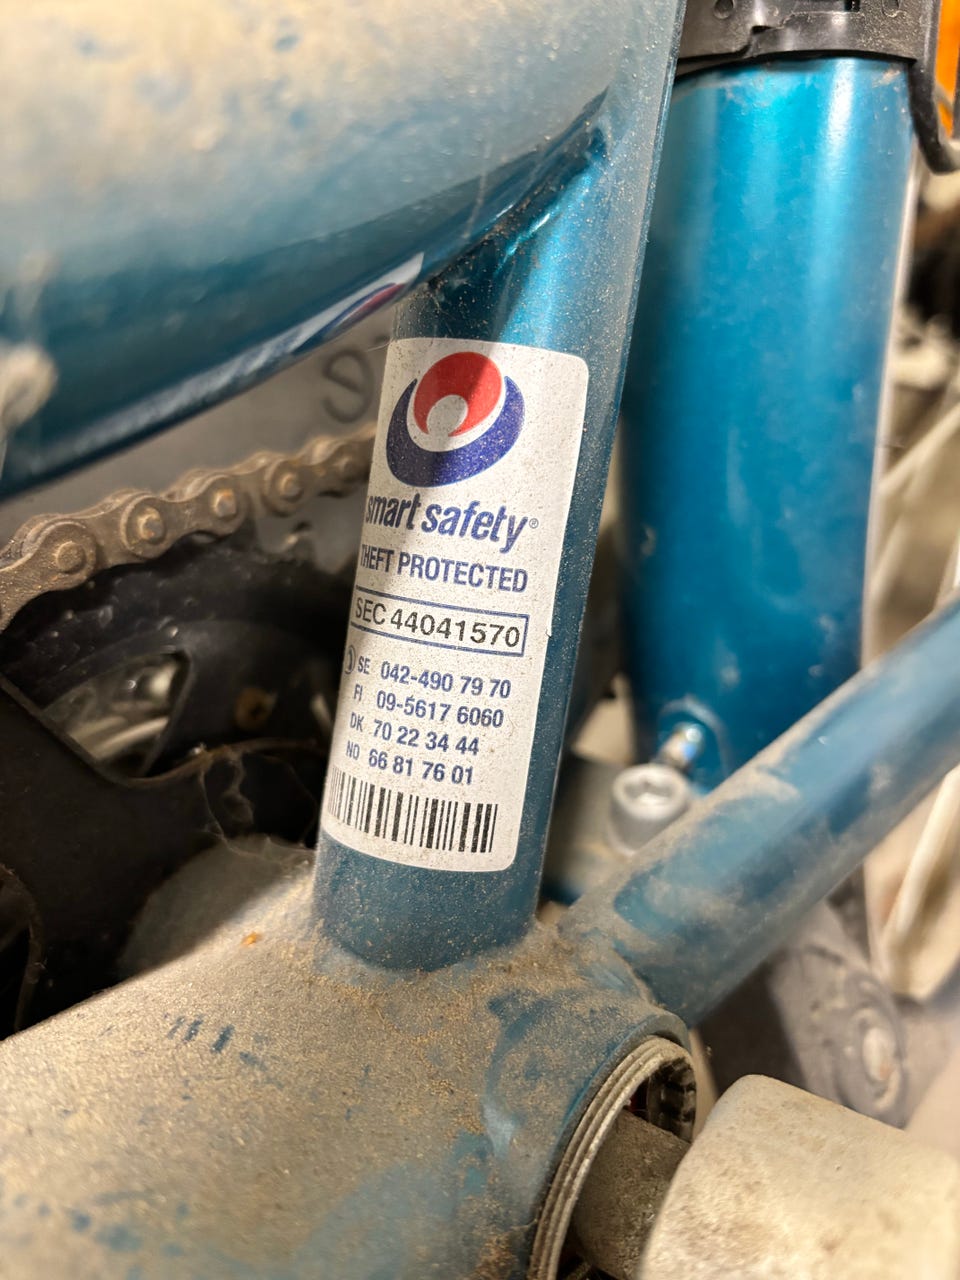 smart safety®
THEFT PROTECTED
SEC 44041570
SE 042-490 79 70
FI 09-5617 6060
DK 70 22 34 44
NO 66 81 76 01